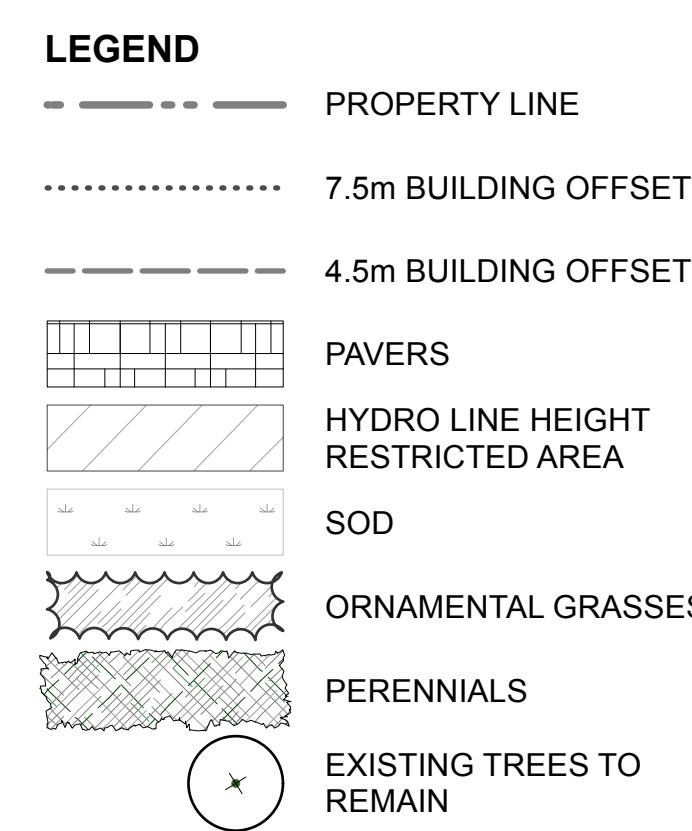 LEGEND
PROPERTY LINE
7.5m BUILDING OFFSET
4.5m BUILDING OFFSET
PAVERS
HYDRO LINE HEIGHT
RESTRICTED AREA
SOD
ORNAMENTAL GRASSES
PERENNIALS
EXISTING TREES TO
REMAIN